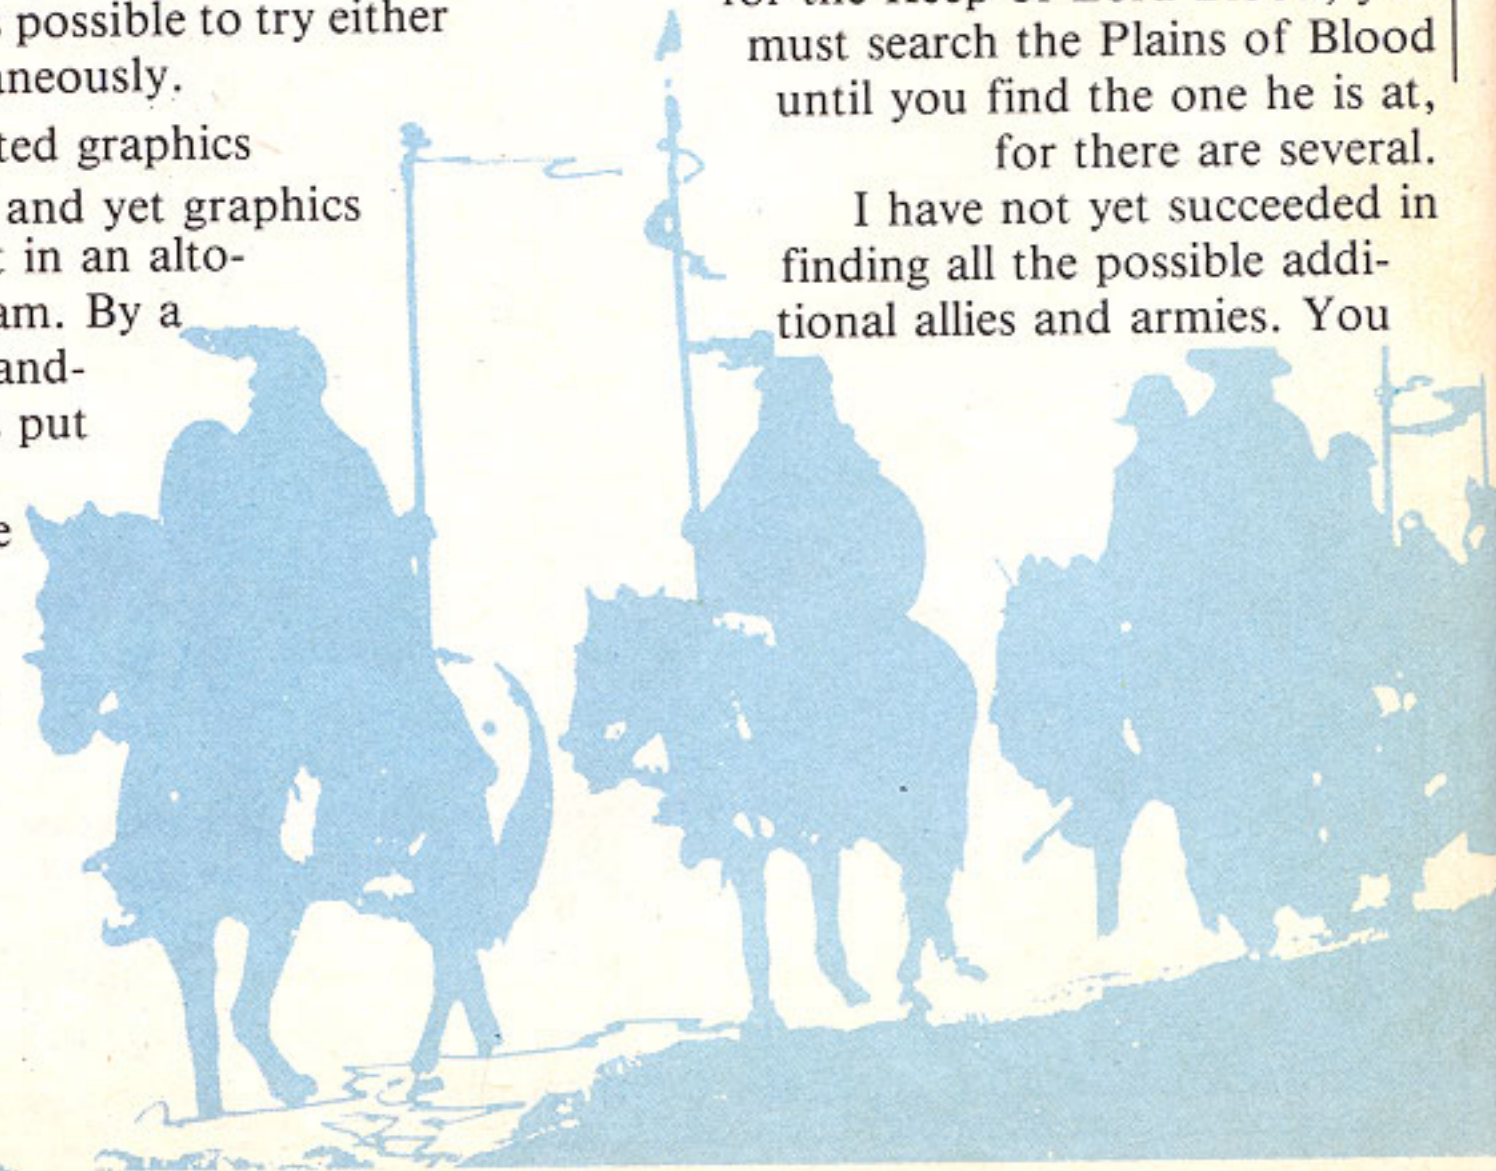 possible to try either
aneously.
ted graphics
and yet graphics
in an alto-
am. By a
and-
put
e
must search the Plains of Blood
until you find the one he is at,
for there are several.
I have not yet succeeded in
finding all the possible addi-
tional allies and armies. You